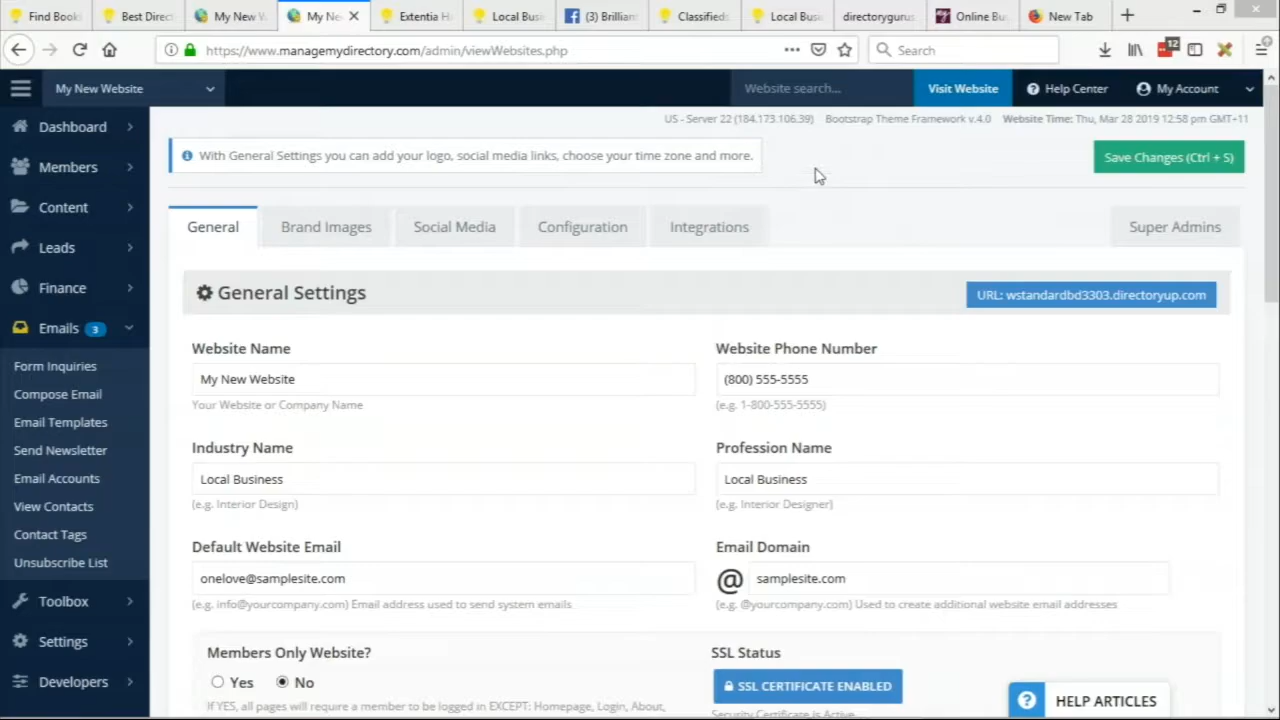 Find Book
Best Direc
My New W
My Ne
Extentia H
Local Busi
(3) Brillian
Classifieds
Local Busi
directorygurus
Online Bu
New Tab
https://www.managemydirectory.com/admin/viewWebsites.php
Search
12
My New Website
Website search...
Visit Website
Help Center
My Account
US - Server 22 (184.173.106.39) Bootstrap Theme Framework v.4.0 Website Time: Thu, Mar 28 2019 12:58 pm GMT+11
Dashboard
Members
Content
Leads
Finance
Emails 3
Form Inquiries
Compose Email
Email Templates
Send Newsletter
Email Accounts
View Contacts
Contact Tags
Unsubscribe List
Toolbox
Settings
Developers
With General Settings you can add your logo, social media links, choose your time zone and more.
Save Changes (Ctrl + S)
General
Brand Images
Social Media
Configuration
Integrations
Super Admins
General Settings
URL: wstandardbd3303.directoryup.com
Website Name
My New Website
Your Website or Company Name
Website Phone Number
(800) 555-5555
(e.g. 1-800-555-5555)
Industry Name
Local Business
(e.g. Interior Design)
Profession Name
Local Business
(e.g. Interior Designer)
Default Website Email
onelove@samplesite.com
(e.g. info@yourcompany.com) Email address used to send system emails
Email Domain
@ samplesite.com
(e.g. @yourcompany.com) Used to create additional website email addresses
Members Only Website?
Yes No
If YES, all pages will require a member to be logged in EXCEPT: Homepage, Login, About,
SSL Status
SSL CERTIFICATE ENABLED
Security Certificate is Active
? HELP ARTICLES